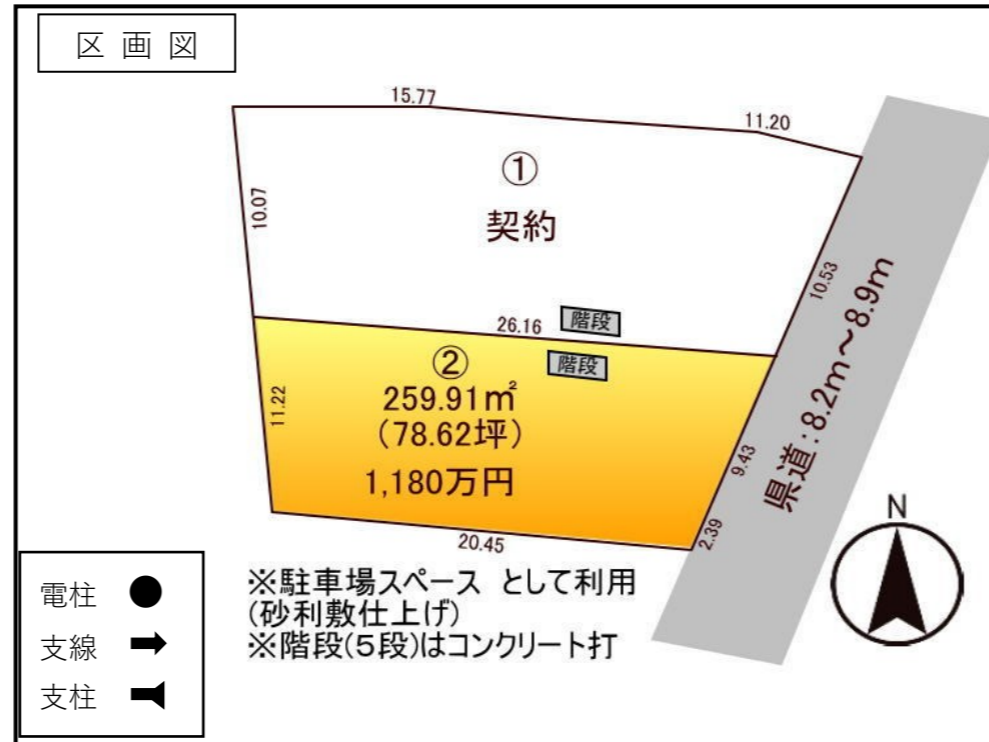 区画図
15.77
11.20
①
契約
10.07
10.53
26.16
階段
階段
②
259.91㎡
(78.62坪)
1,180万円
11.22
9.43
2.39
20.45
県道:8.2m～8.9m
N
※駐車場スペース として利用
(砂利敷仕上げ)
※階段(5段)はコンクリート打
電柱
支線
支柱